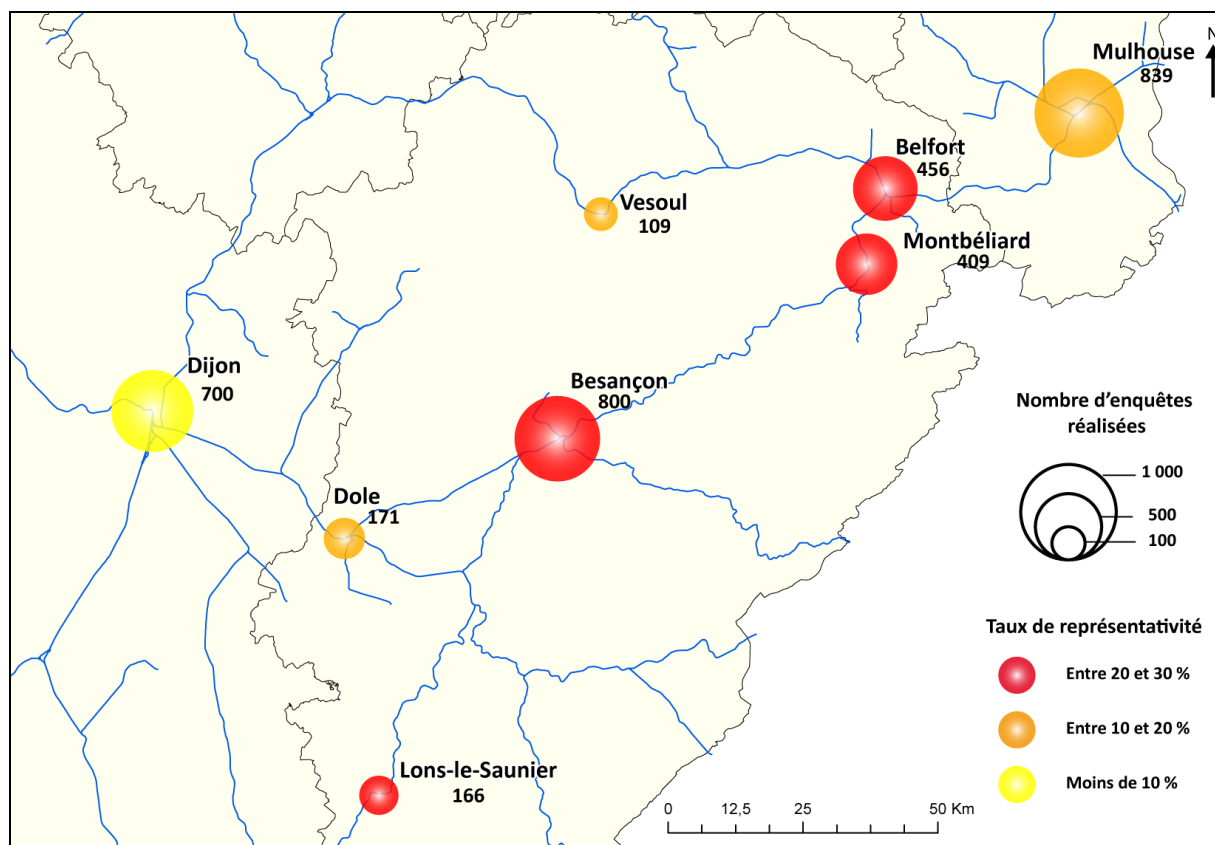 N
Mulhouse
839
Belfort
456
Vesoul
109
Montbéliard
409
Dijon
700
Besançon
800
Dole
171
Lons-le-Saunier
166
Nombre d'enquêtes
réalisées
1 000
500
100
Taux de représentativité
Entre 20 et 30 %
Entre 10 et 20 %
Moins de 10 %
0 12,5 25 50 Km